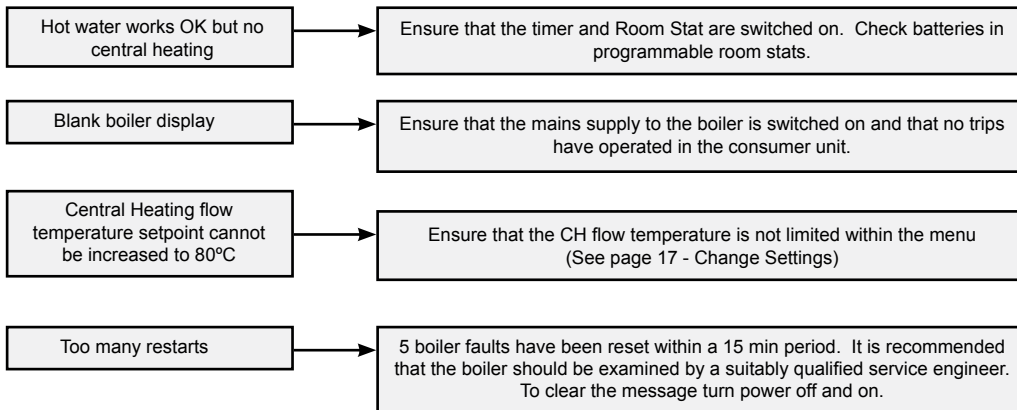 Hot water works OK but no
central heating
Ensure that the timer and Room Stat are switched on.  Check batteries in
programmable room stats.
Blank boiler display
Ensure that the mains supply to the boiler is switched on and that no trips
have operated in the consumer unit.
Central Heating flow
temperature setpoint cannot
be increased to 80ºC
Ensure that the CH flow temperature is not limited within the menu
(See page 17 - Change Settings)
Too many restarts
5 boiler faults have been reset within a 15 min period.  It is recommended
that the boiler should be examined by a suitably qualified service engineer.
To clear the message turn power off and on.